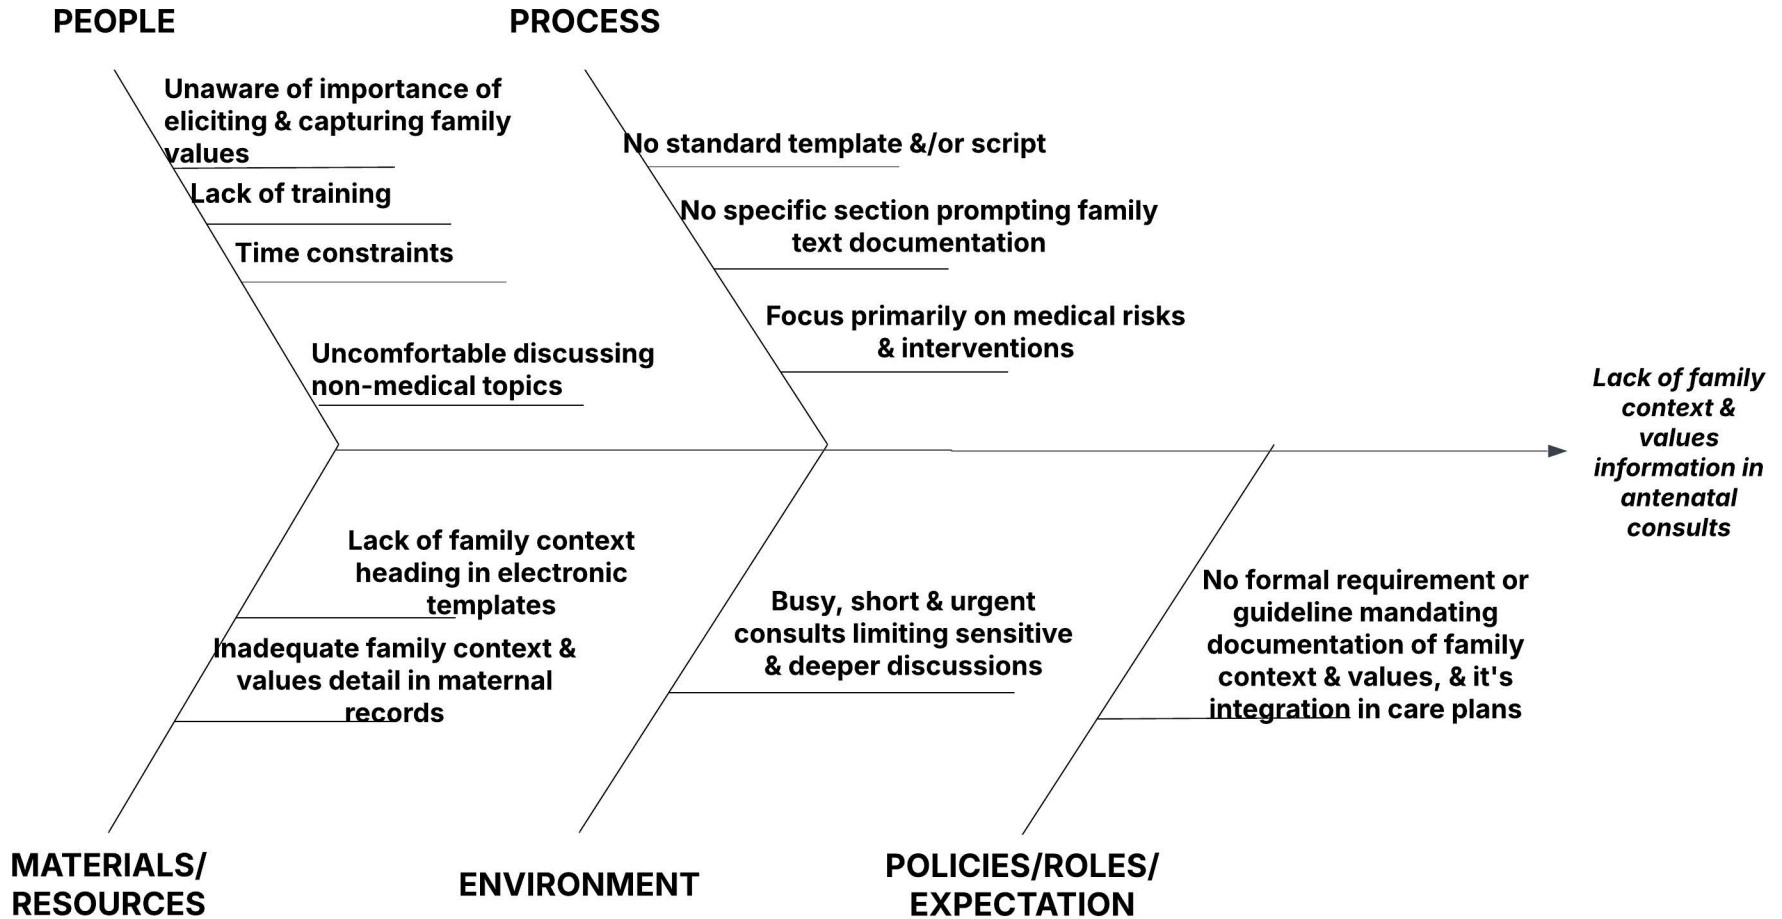 PEOPLE
PROCESS
Unaware of importance of
eliciting & capturing family
values
Lack of training
Time constraints
Uncomfortable discussing
non-medical topics
No standard template &/or script
No specific section prompting family
text documentation
Focus primarily on medical risks
& interventions
Lack of family
context &
values
information in
antenatal
consults
Lack of family context
heading in electronic
templates
Inadequate family context &
values detail in maternal
records
Busy, short & urgent
consults limiting sensitive
& deeper discussions
No formal requirement or
guideline mandating
documentation of family
context & values, & it's
integration in care plans
MATERIALS/
RESOURCES
ENVIRONMENT
POLICIES/ROLES/
EXPECTATION